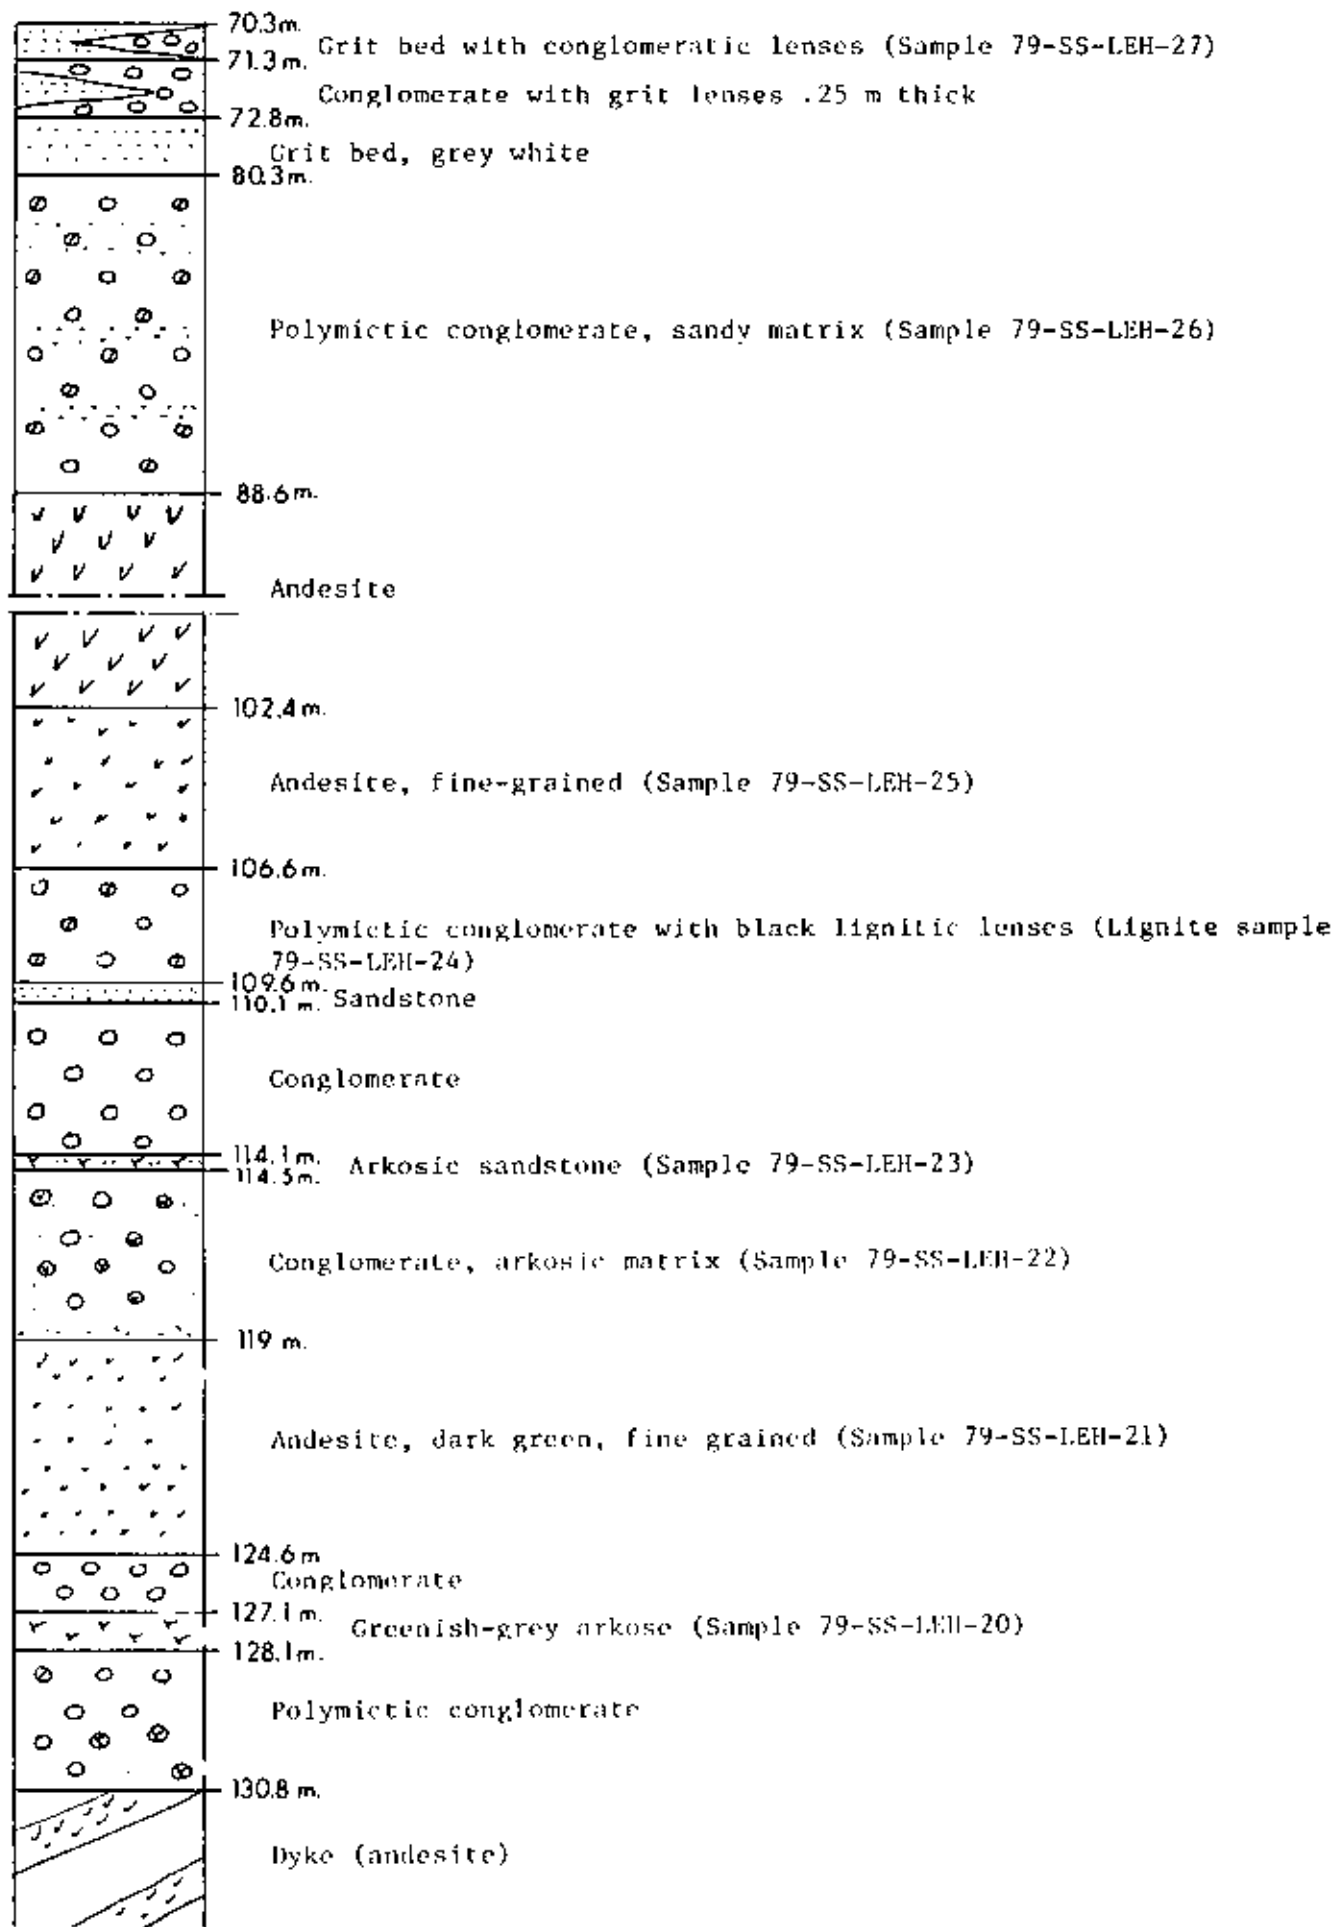 70.3m.
Grit bed with conglomeratic lenses (Sample 79-SS-LEH-27)
71.3m.
Conglomerate with grit lenses .25 m thick
72.8m.
Grit bed, grey white
80.3m.
Polymictic conglomerate, sandy matrix (Sample 79-SS-LEH-26)
88.6m.
Andesite
102.4m.
Andesite, fine-grained (Sample 79-SS-LEH-25)
106.6m.
Polymictic conglomerate with black lignitic lenses (Lignite sample
79-SS-LEH-24)
109.6m.
110.1m. Sandstone
Conglomerate
114.1m.
Arkosic sandstone (Sample 79-SS-LEH-23)
114.5m.
Conglomerate, arkosic matrix (Sample 79-SS-LEH-22)
119 m.
Andesite, dark green, fine grained (Sample 79-SS-LEH-21)
124.6m
Conglomerate
127.1m.
Greenish-grey arkose (Sample 79-SS-LEH-20)
128.1m.
Polymictic conglomerate
130.8m.
Dyke (andesite)